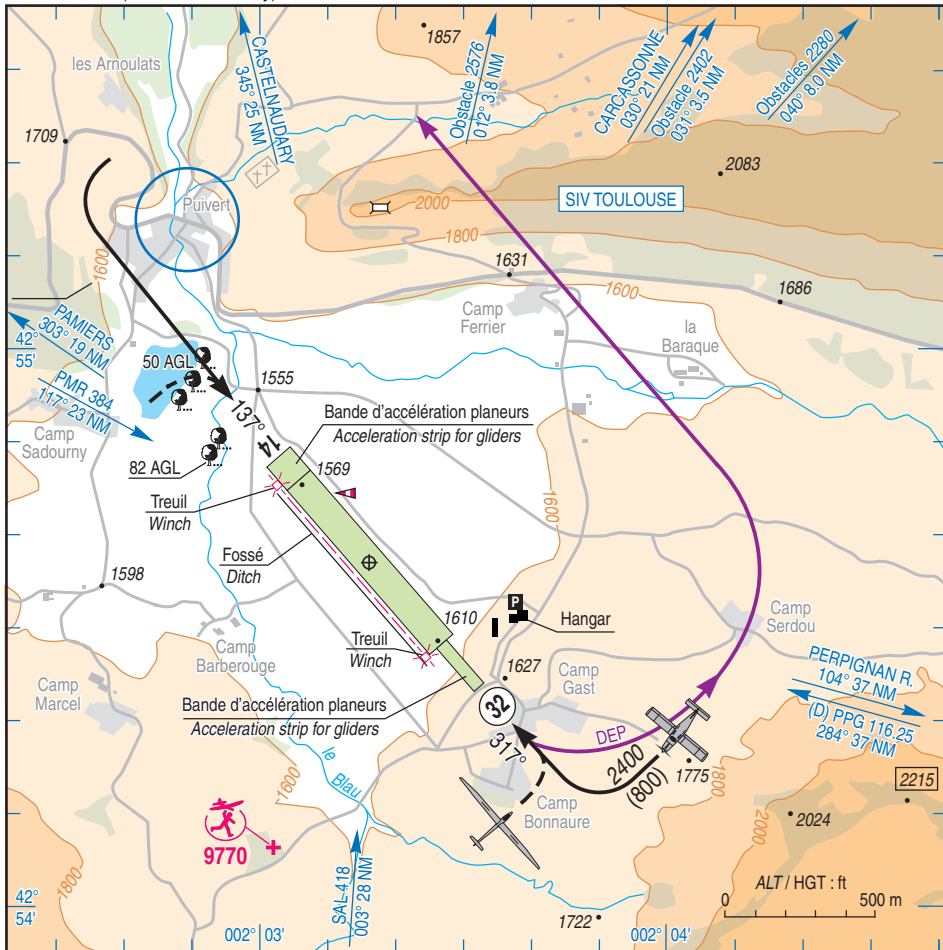 1857
les Arnoulats
CASTELNAUDARY
345° 25 NM
Obstacle 2576
012° 3.8 NM
CARCASSONNE
030° 21 NM
Obstacle 2402
031° 3.5 NM
Obstacles 2280
040° 8.0 NM
1709
2083
Puivert
2000
SIV TOULOUSE
1800
1600
1631
1600
1686
Camp
Ferrier
la
Baraque
PAMIERS
303° 19 NM
42°
55'
PMR 384
117° 23 NM
50 AGL
1555
Camp
Sadourny
137°
14
82 AGL
Bande d'accélération planeurs
Acceleration strip for gliders
1569
Treuil
Winch
1600
Fossé
Ditch
1598
P
Hangar
1610
Camp
Serdou
Treuil
Winch
Camp
Barberouge
1627
Camp
Gast
Camp
Marcel
Bande d'accélération planeurs
Acceleration strip for gliders
32
317°
DEP
2400
(800)
1775
PERPIGNAN R.
104° 37 NM
(D) PPG 116.25
284° 37 NM
le Blau
1600
1800
2215
Camp
Bonnaure
2024
2000
9770
1800
SAL 418
003° 28 NM
ALT / HGT : ft
0
500 m
42°
54'
1722
002° 03'
002° 04'